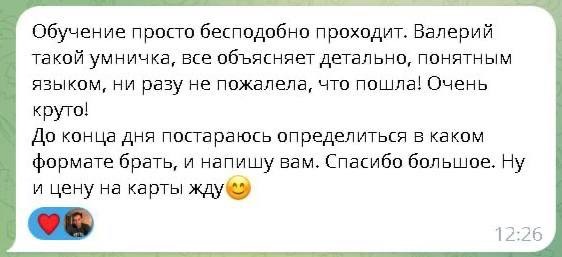 Обучение просто бесподобно проходит. Валерий
такой умничка, все объясняет детально, понятным
языком, ни разу не пожалела, что пошла! Очень
круто!
До конца дня постараюсь определиться в каком
формате брать, и напишу вам. Спасибо большое. Ну
и цену на карты жду😊
12:26